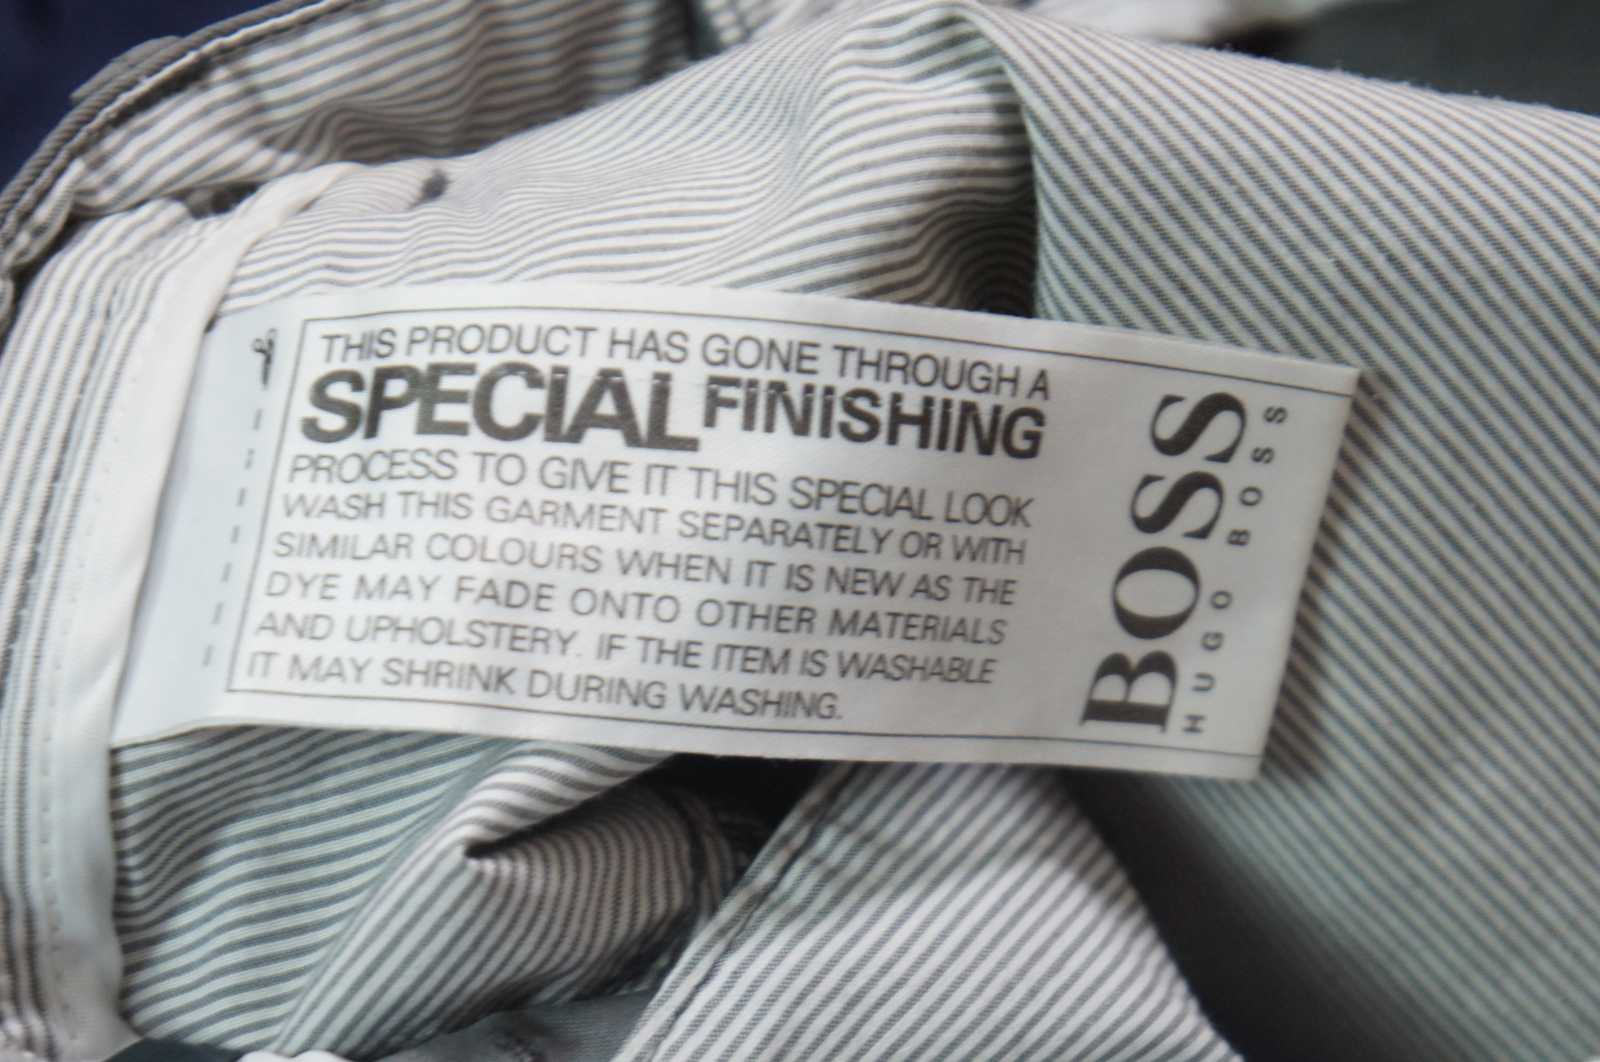 THIS PRODUCT HAS GONE THROUGH A
SPECIAL FINISHING
PROCESS TO GIVE IT THIS SPECIAL LOOK
WASH THIS GARMENT SEPARATELY OR WITH
SIMILAR COLOURS WHEN IT IS NEW AS THE
DYE MAY FADE ONTO OTHER MATERIALS
AND UPHOLSTERY. IF THE ITEM IS WASHABLE
IT MAY SHRINK DURING WASHING.
BOSS
HUGO BOSS